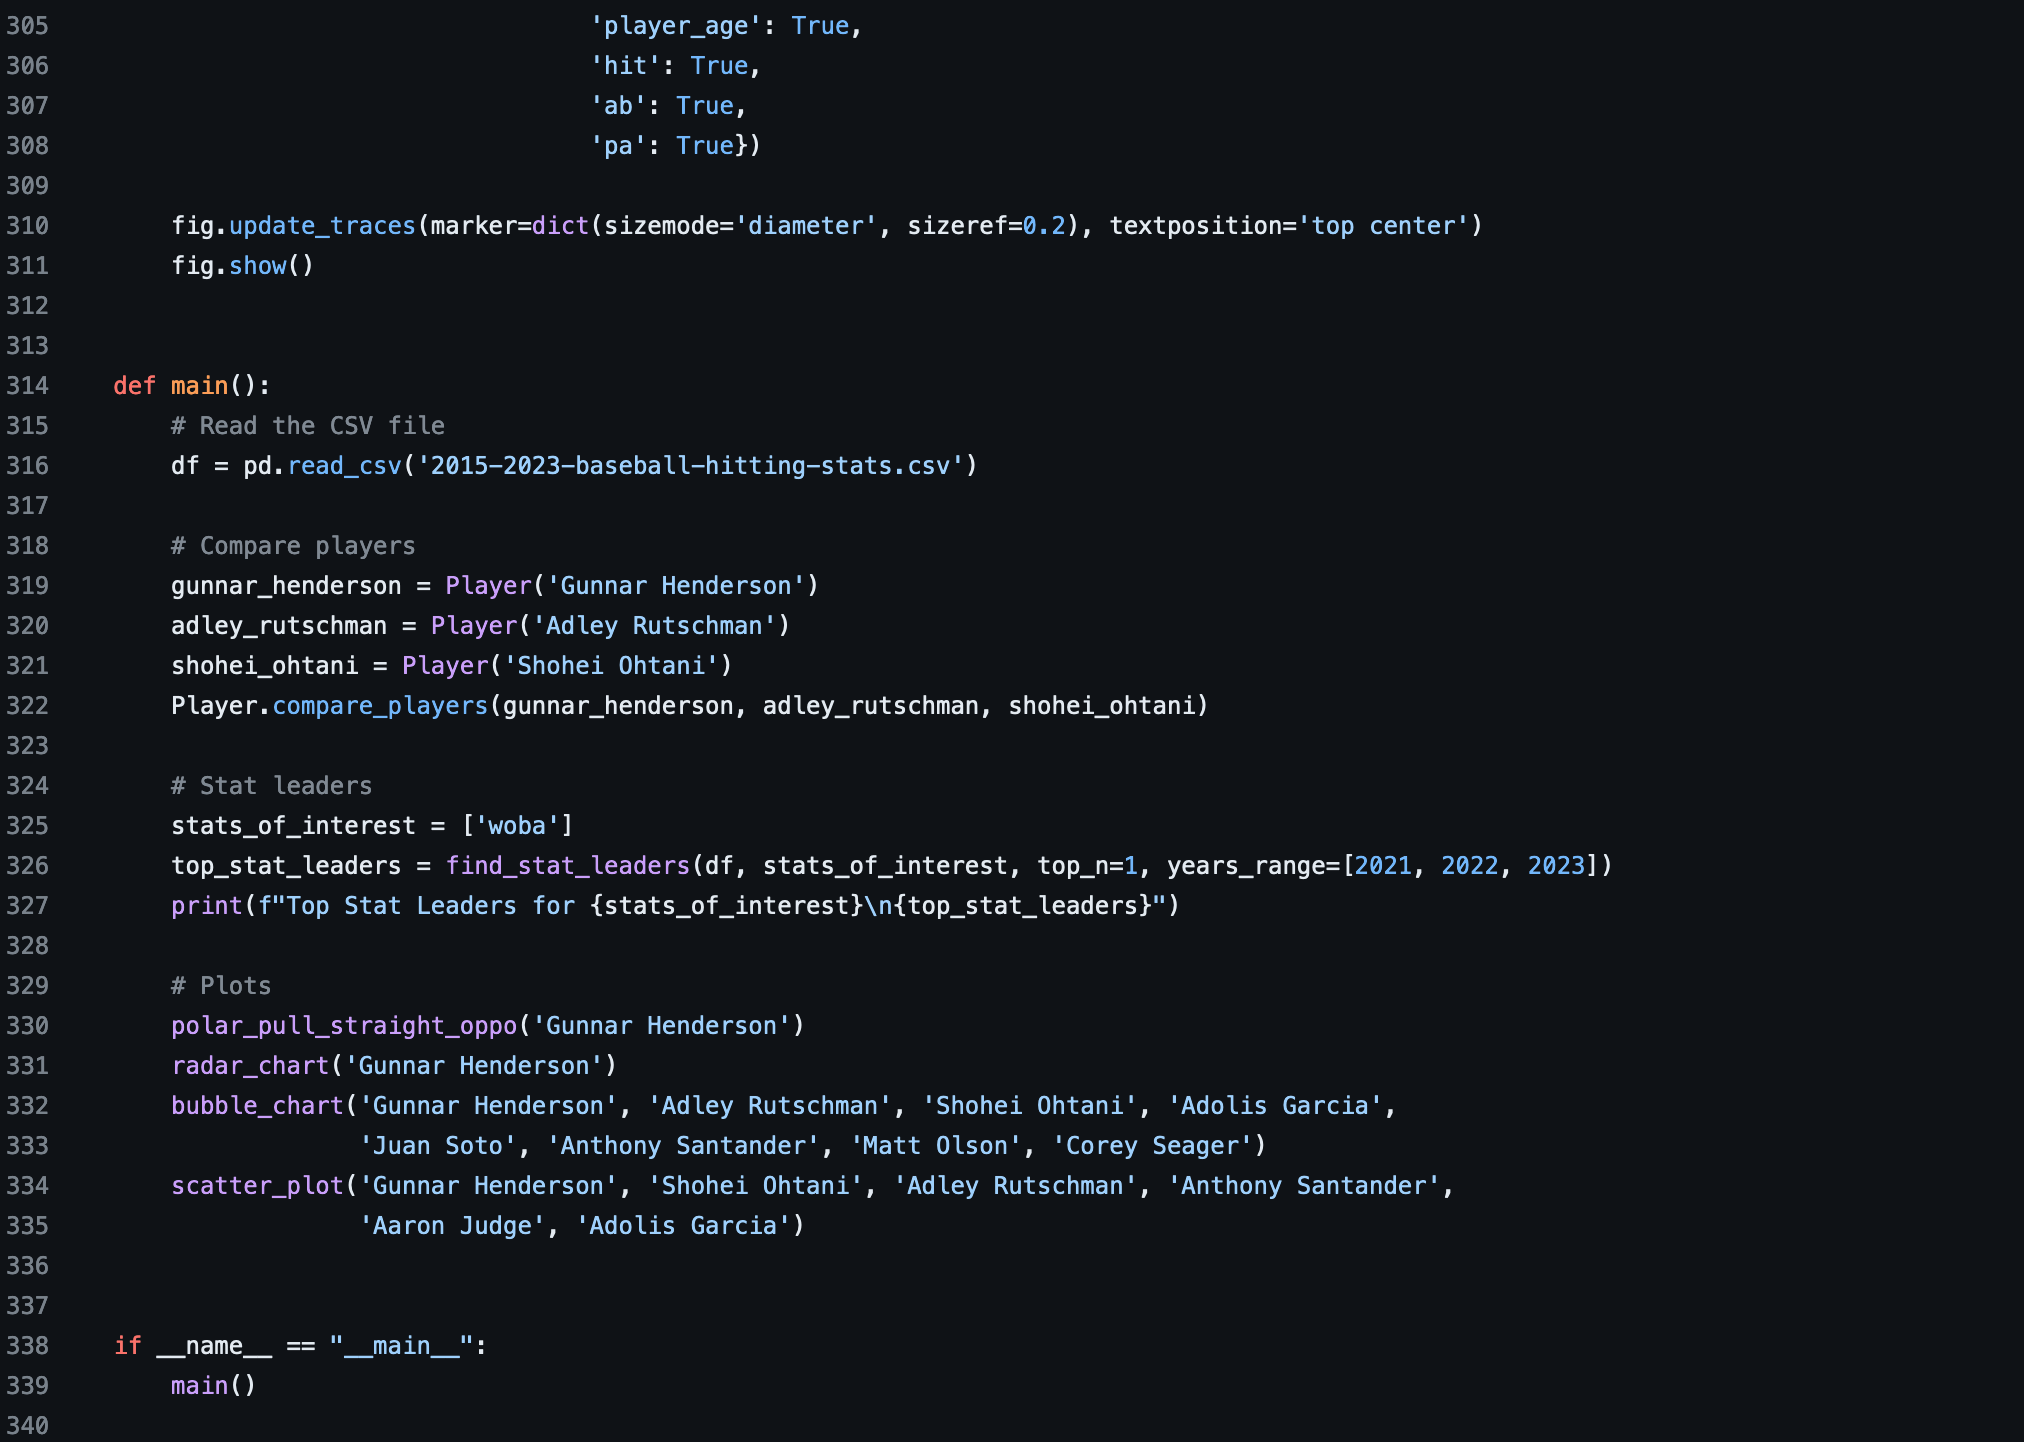 305                                      'player_age': True,
306                                      'hit': True,
307                                      'ab': True,
308                                      'pa': True})
309
310         fig.update_traces(marker=dict(sizemode='diameter', sizeref=0.2), textposition='top center')
311         fig.show()
312
313
314     def main():
315         # Read the CSV file
316         df = pd.read_csv('2015-2023-baseball-hitting-stats.csv')
317
318         # Compare players
319         gunnar_henderson = Player('Gunnar Henderson')
320         adley_rutschman = Player('Adley Rutschman')
321         shohei_ohtani = Player('Shohei Ohtani')
322         Player.compare_players(gunnar_henderson, adley_rutschman, shohei_ohtani)
323
324         # Stat leaders
325         stats_of_interest = ['woba']
326         top_stat_leaders = find_stat_leaders(df, stats_of_interest, top_n=1, years_range=[2021, 2022, 2023])
327         print(f"Top Stat Leaders for {stats_of_interest}\n{top_stat_leaders}")
328
329         # Plots
330         polar_pull_straight_oppo('Gunnar Henderson')
331         radar_chart('Gunnar Henderson')
332         bubble_chart('Gunnar Henderson', 'Adley Rutschman', 'Shohei Ohtani', 'Adolis Garcia',
333                      'Juan Soto', 'Anthony Santander', 'Matt Olson', 'Corey Seager')
334         scatter_plot('Gunnar Henderson', 'Shohei Ohtani', 'Adley Rutschman', 'Anthony Santander',
335                      'Aaron Judge', 'Adolis Garcia')
336
337
338     if __name__ == "__main__":
339         main()
340